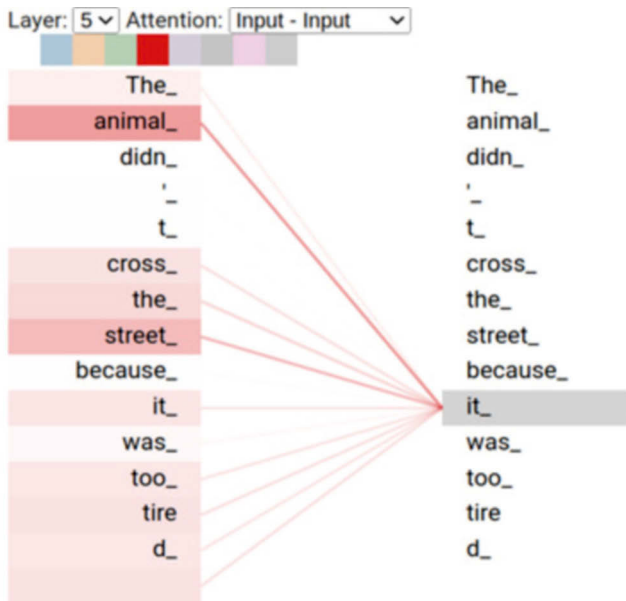 Layer: 5 Attention: Input - Input
The_ The_
animal_ animal_
didn_ didn_
'_ '_
t_ t_
cross_ cross_
the_ the_
street_ street_
because_ because_
it_ it_
was_ was_
too_ too_
tire tire
d_ d_